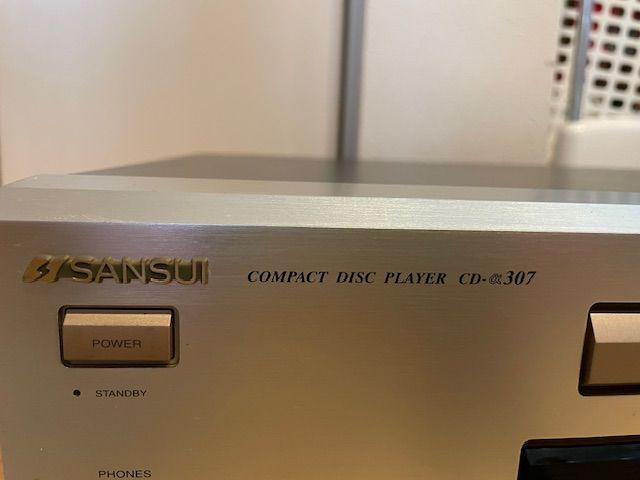 SANSUI
COMPACT DISC PLAYER CD-α307
POWER
STANDBY
PHONES